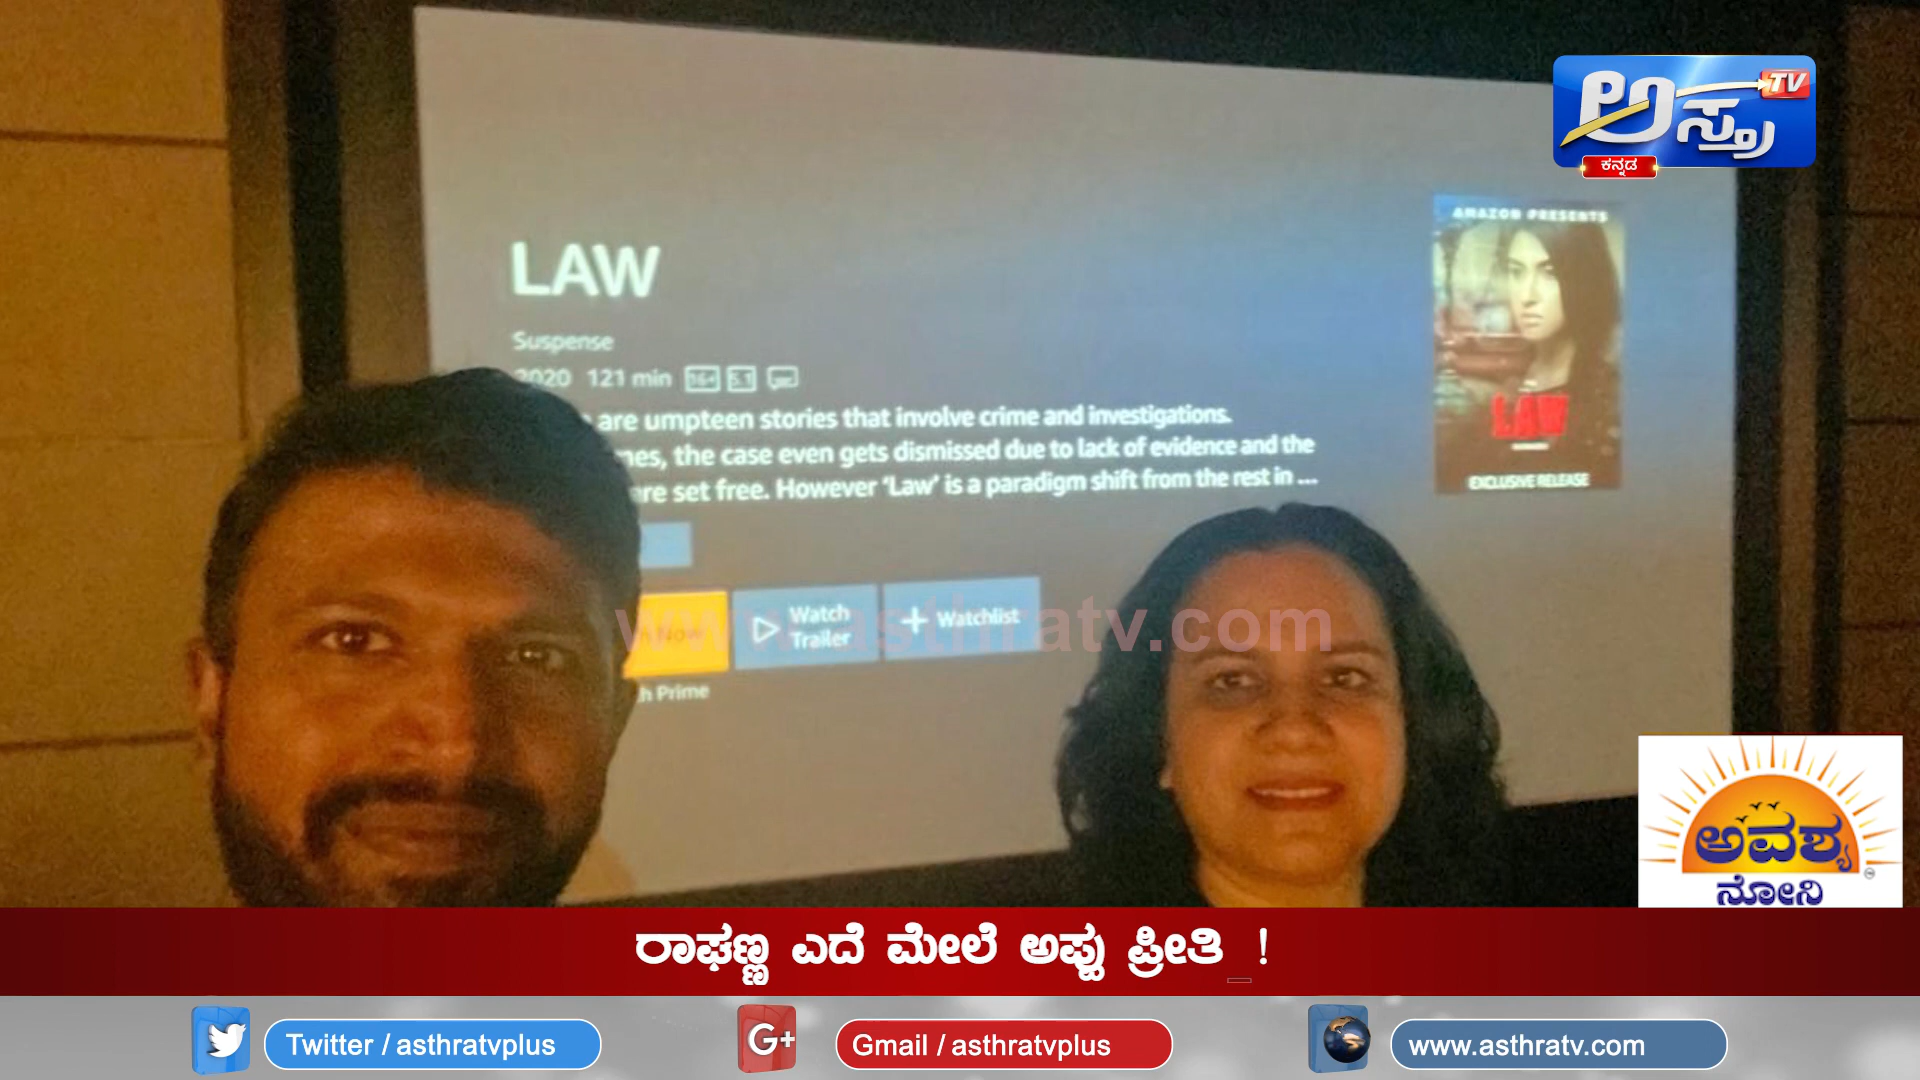 ಅಸ್ತ್ರ TV
ಕನ್ನಡ
AMAZON PRESENTS
LAW
EXCLUSIVE RELEASE
LAW
Suspense
2020 121 min 16+ 5.1
are umpteen stories that involve crime and investigations.
the case even gets dismissed due to lack of evidence and the
are set free. However ‘Law’ is a paradigm shift from the rest in ...
Now
Watch
Trailer
+ Watchlist
Prime
www.asthratv.com
ಅವಶ್ಯ
ನೋನಿ
ರಾಘಣ್ಣ ಎದೆ ಮೇಲೆ ಅಪ್ಪು ಪ್ರೀತಿ !
Twitter / asthratvplus
G+
Gmail / asthratvplus
www.asthratv.com